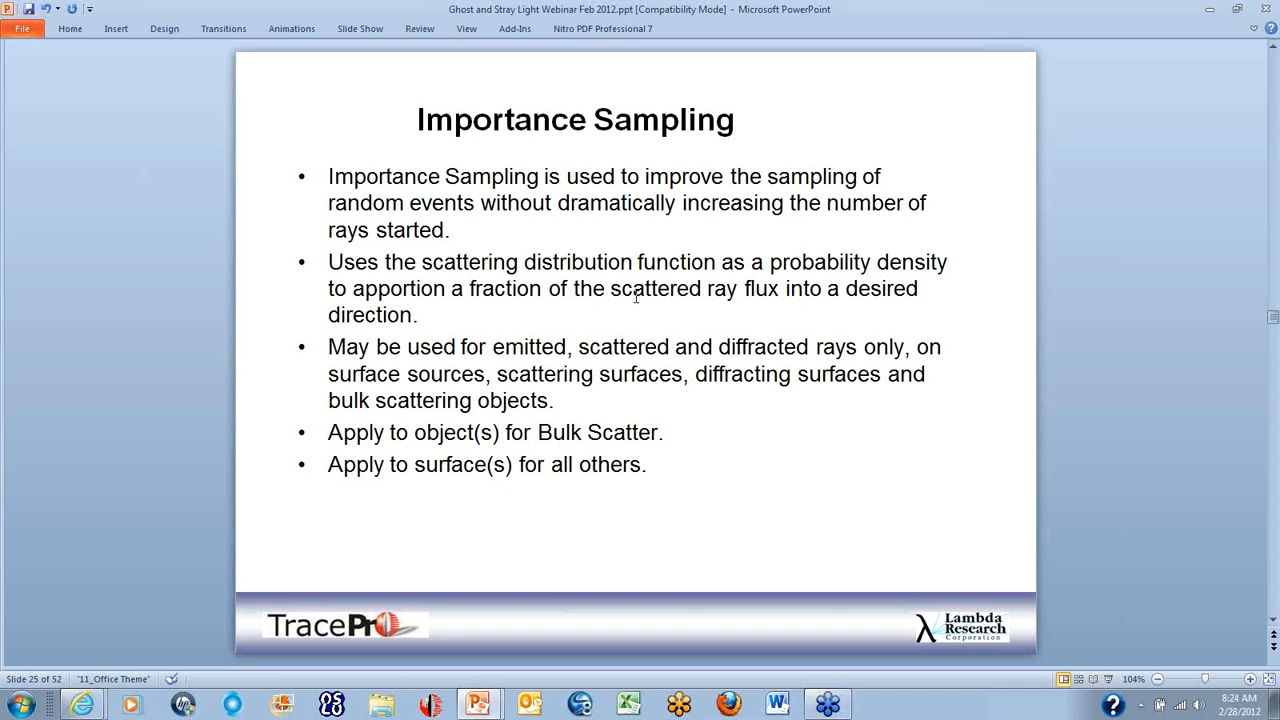 Ghost and Stray Light Webinar Feb 2012.ppt [Compatibility Mode] - Microsoft PowerPoint
File Home Insert Design Transitions Animations Slide Show Review View Add-Ins Nitro PDF Professional 7
Importance Sampling
• Importance Sampling is used to improve the sampling of
random events without dramatically increasing the number of
rays started.
• Uses the scattering distribution function as a probability density
to apportion a fraction of the scattered ray flux into a desired
direction.
• May be used for emitted, scattered and diffracted rays only, on
surface sources, scattering surfaces, diffracting surfaces and
bulk scattering objects.
• Apply to object(s) for Bulk Scatter.
• Apply to surface(s) for all others.
TracePro
Lambda
Research
Corporation
Slide 25 of 52 "11_Office Theme" 104%
8:24 AM
2/28/2012